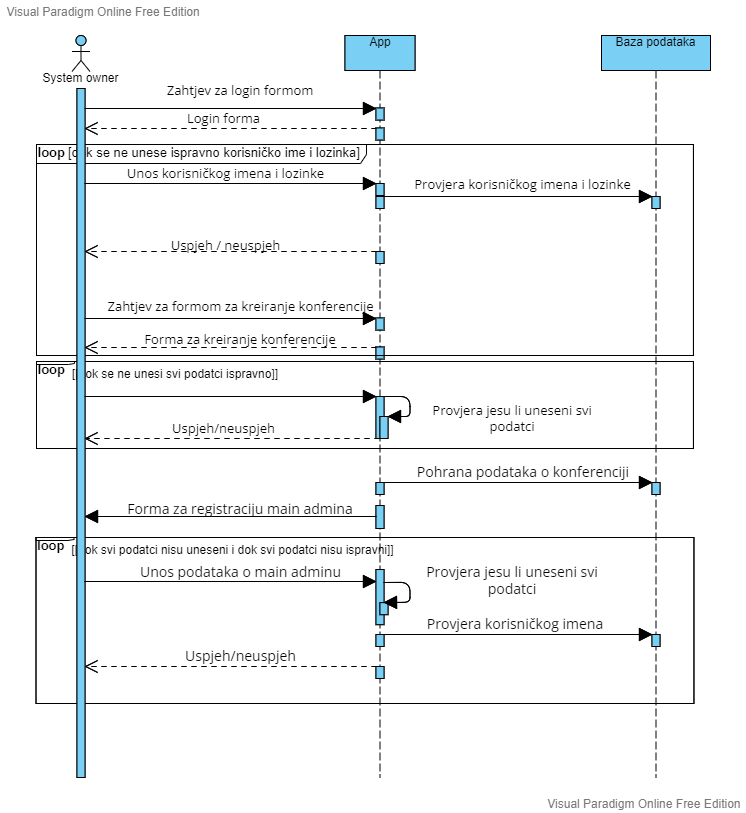 Visual Paradigm Online Free Edition
App
Baza podataka
System owner
Zahtjev za login formom
Login forma
loop [dok se ne unese ispravno korisničko ime i lozinka]
Unos korisničkog imena i lozinke
Provjera korisničkog imena i lozinke
Uspjeh / neuspjeh
Zahtjev za formom za kreiranje konferencije
Forma za kreiranje konferencije
loop [[dok se ne unesi svi podatci ispravno]]
Provjera jesu li uneseni svi
podatci
Uspjeh/neuspjeh
Pohrana podataka o konferenciji
Forma za registraciju main admina
loop [[dok svi podatci nisu uneseni i dok svi podatci nisu ispravni]]
Unos podataka o main adminu
Provjera jesu li uneseni svi
podatci
Provjera korisničkog imena
Uspjeh/neuspjeh
Visual Paradigm Online Free Edition